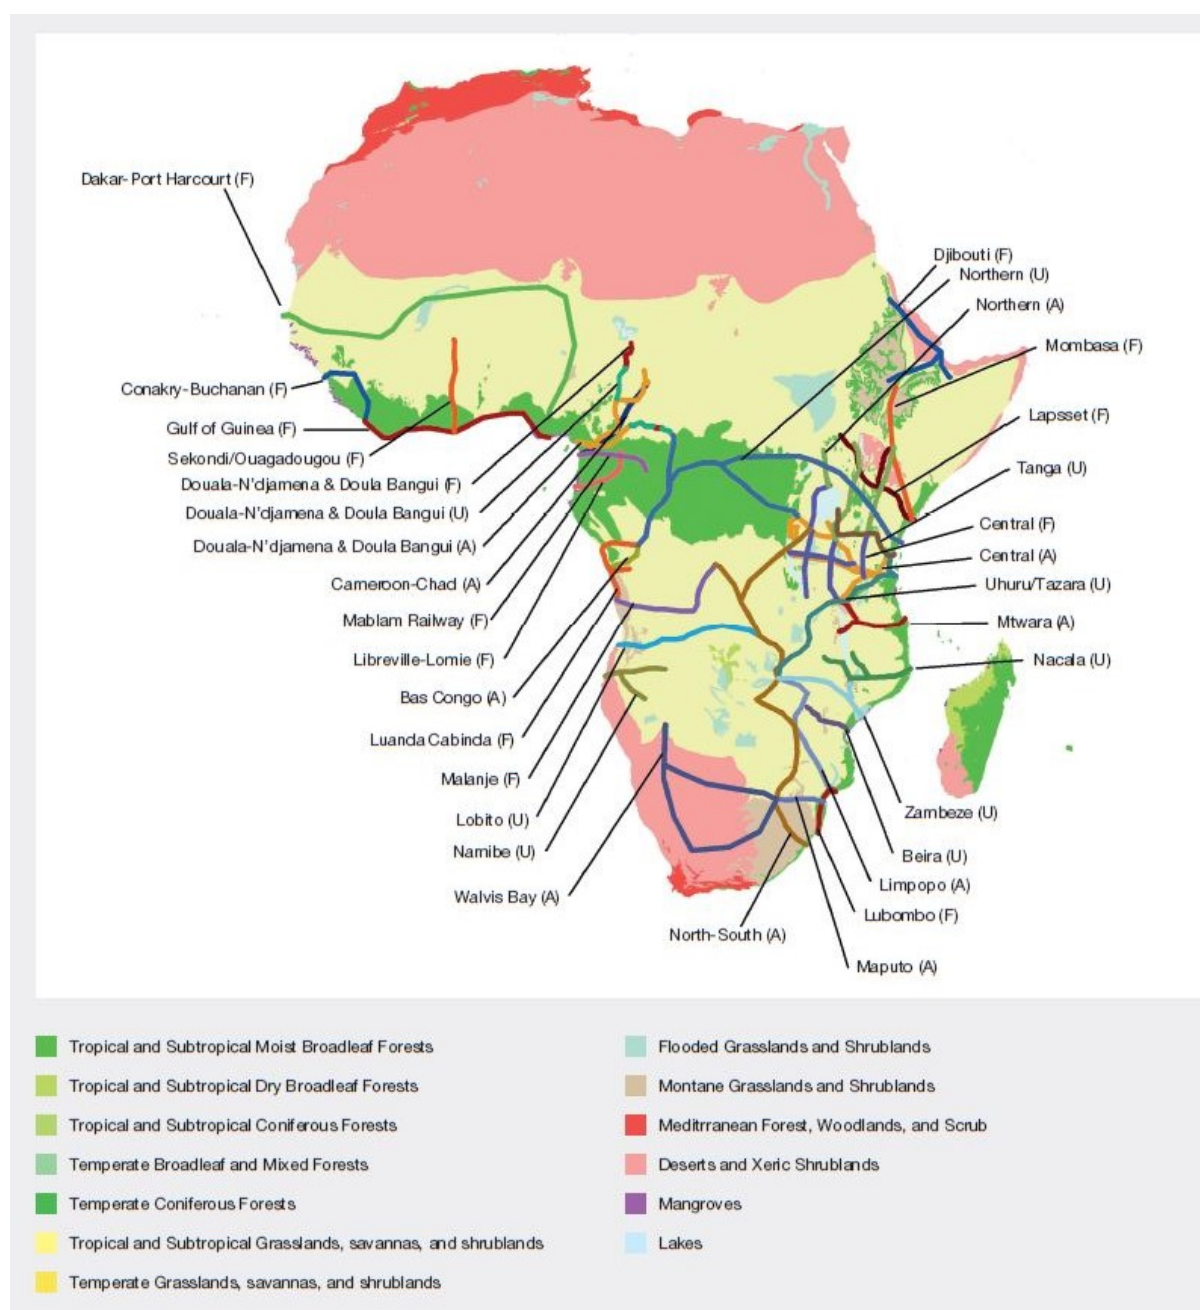 Dakar-Port Harcourt (F)
Djibouti (F)
Northern (U)
Northern (A)
Mombasa (F)
Conakry-Buchanan (F)
Lapsset (F)
Gulf of Guinea (F)
Sekondi/Ouagadougou (F)
Tanga (U)
Douala-N'djamena & Doula Bangui (F)
Douala-N'djamena & Doula Bangui (U)
Central (F)
Douala-N'djamena & Doula Bangui (A)
Central (A)
Cameroon-Chad (A)
Uhuru/Tazara (U)
Mablam Railway (F)
Mtwara (A)
Libreville-Lomie (F)
Nacala (U)
Bas Congo (A)
Luanda Cabinda (F)
Malanje (F)
Lobito (U)
Zambeze (U)
Namibe (U)
Beira (U)
Walvis Bay (A)
Limpopo (A)
Lubombo (F)
North-South (A)
Maputo (A)
Tropical and Subtropical Moist Broadleaf Forests
Tropical and Subtropical Dry Broadleaf Forests
Tropical and Subtropical Coniferous Forests
Temperate Broadleaf and Mixed Forests
Temperate Coniferous Forests
Tropical and Subtropical Grasslands, savannas, and shrublands
Temperate Grasslands, savannas, and shrublands
Flooded Grasslands and Shrublands
Montane Grasslands and Shrublands
Meditrranean Forest, Woodlands, and Scrub
Deserts and Xeric Shrublands
Mangroves
Lakes